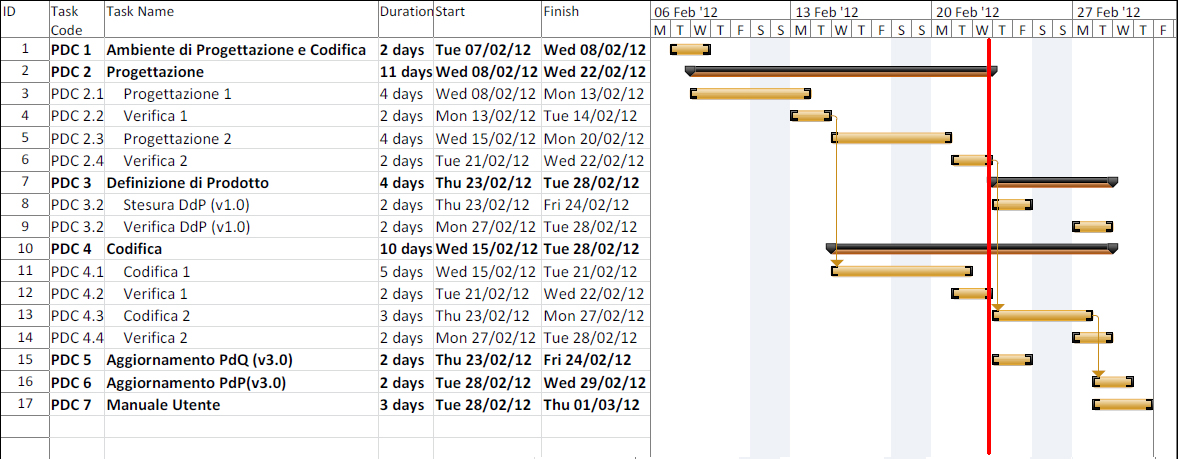 ID Task Code Task Name Duration Start Finish 06 Feb '12 13 Feb '12 20 Feb '12 27 Feb '12
M T W T F S S M T W T F S S M T W T F S S M T W T F
1 PDC 1 Ambiente di Progettazione e Codifica 2 days Tue 07/02/12 Wed 08/02/12
2 PDC 2 Progettazione 11 days Wed 08/02/12 Wed 22/02/12
3 PDC 2.1 Progettazione 1 4 days Wed 08/02/12 Mon 13/02/12
4 PDC 2.2 Verifica 1 2 days Mon 13/02/12 Tue 14/02/12
5 PDC 2.3 Progettazione 2 4 days Wed 15/02/12 Mon 20/02/12
6 PDC 2.4 Verifica 2 2 days Tue 21/02/12 Wed 22/02/12
7 PDC 3 Definizione di Prodotto 4 days Thu 23/02/12 Tue 28/02/12
8 PDC 3.2 Stesura DdP (v1.0) 2 days Thu 23/02/12 Fri 24/02/12
9 PDC 3.2 Verifica DdP (v1.0) 2 days Mon 27/02/12 Tue 28/02/12
10 PDC 4 Codifica 10 days Wed 15/02/12 Tue 28/02/12
11 PDC 4.1 Codifica 1 5 days Wed 15/02/12 Tue 21/02/12
12 PDC 4.2 Verifica 1 2 days Tue 21/02/12 Wed 22/02/12
13 PDC 4.3 Codifica 2 3 days Thu 23/02/12 Mon 27/02/12
14 PDC 4.4 Verifica 2 2 days Mon 27/02/12 Tue 28/02/12
15 PDC 5 Aggiornamento PdQ (v3.0) 2 days Thu 23/02/12 Fri 24/02/12
16 PDC 6 Aggiornamento PdP(v3.0) 2 days Tue 28/02/12 Wed 29/02/12
17 PDC 7 Manuale Utente 3 days Tue 28/02/12 Thu 01/03/12